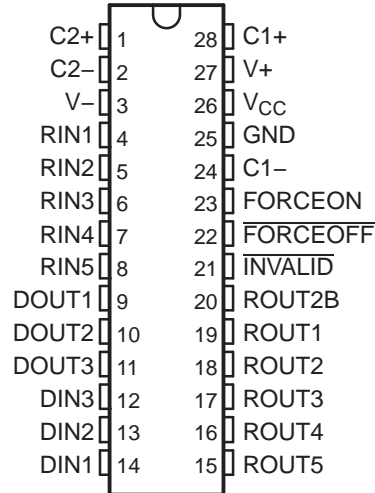 C2+ 1 28 C1+
C2− 2 27 V+
V− 3 26 VCC
RIN1 4 25 GND
RIN2 5 24 C1−
RIN3 6 23 FORCEON
RIN4 7 22 FORCEOFF
RIN5 8 21 INVALID
DOUT1 9 20 ROUT2B
DOUT2 10 19 ROUT1
DOUT3 11 18 ROUT2
DIN3 12 17 ROUT3
DIN2 13 16 ROUT4
DIN1 14 15 ROUT5